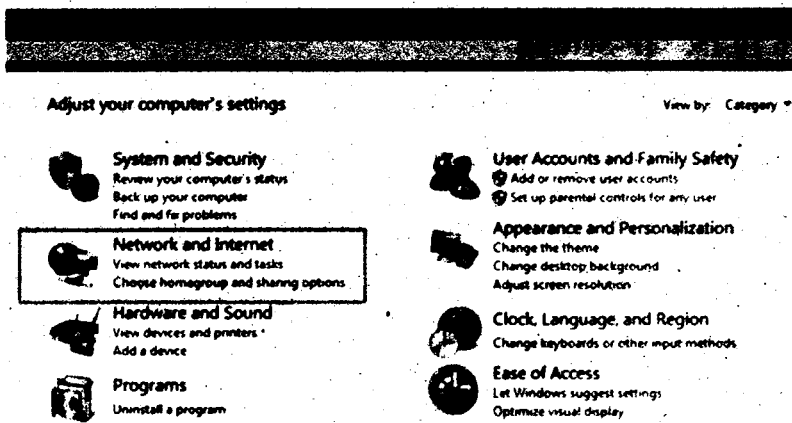 Adjust your computer's settings
View by: Category
System and Security
Review your computer's status
Back up your computer
Find and fix problems
Network and Internet
View network status and tasks
Choose homegroup and sharing options
Hardware and Sound
View devices and printers
Add a device
Programs
Uninstall a program
User Accounts and Family Safety
Add or remove user accounts
Set up parental controls for any user
Appearance and Personalization
Change the theme
Change desktop background
Adjust screen resolution
Clock, Language, and Region
Change keyboards or other input methods
Ease of Access
Let Windows suggest settings
Optimize visual display